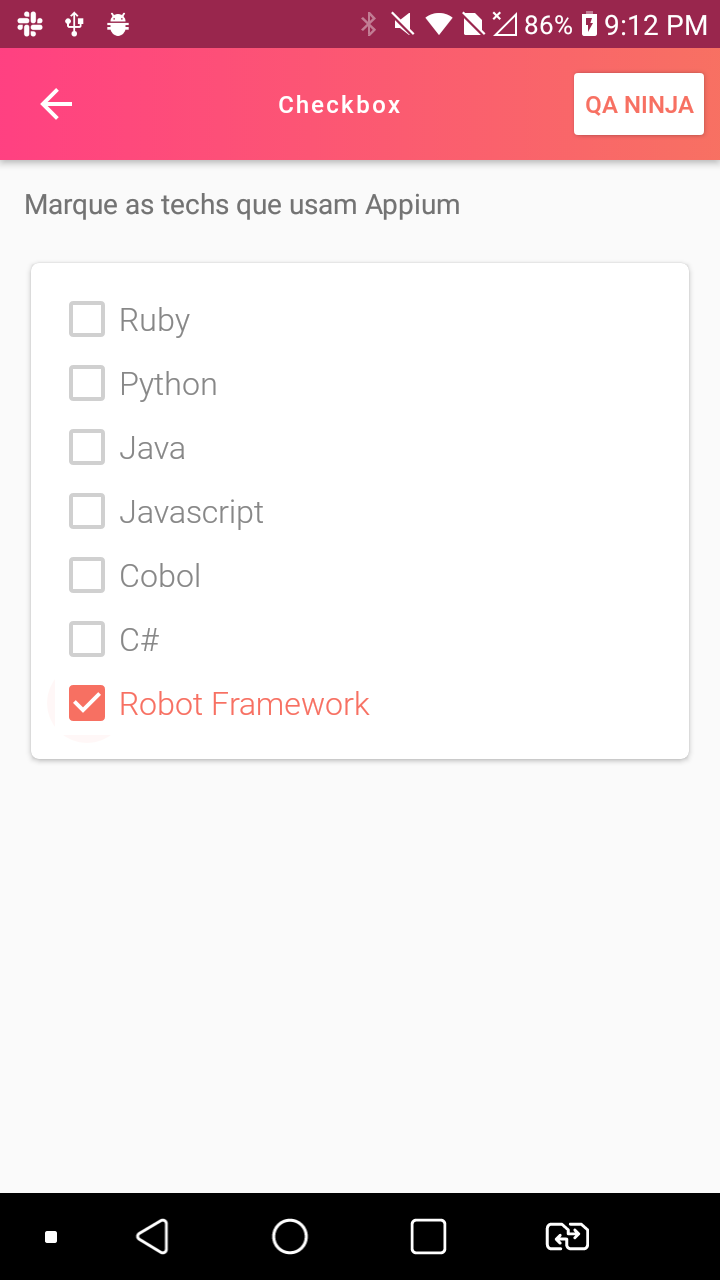 86% 9:12 PM
Checkbox
QA NINJA
Marque as techs que usam Appium
Ruby
Python
Java
Javascript
Cobol
C#
Robot Framework